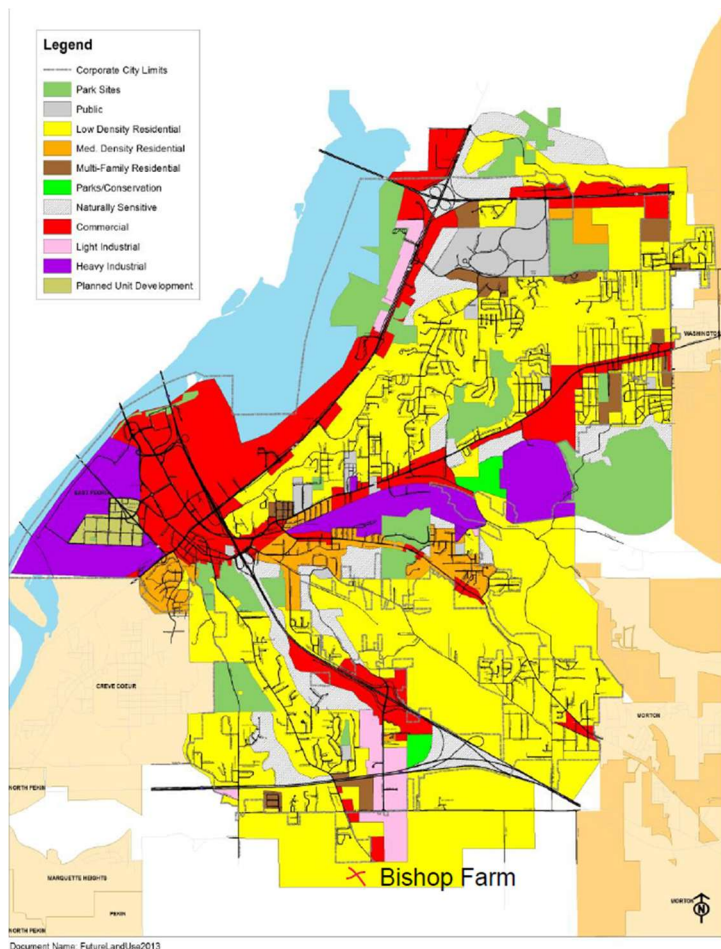 Legend
Corporate City Limits
Park Sites
Public
Low Density Residential
Med. Density Residential
Multi-Family Residential
Parks/Conservation
Naturally Sensitive
Commercial
Light Industrial
Heavy Industrial
Planned Unit Development
WASHINGTON
EAST PEORIA
CREVE COEUR
MORTON
NORTH PEKIN
MARQUETTE HEIGHTS
Bishop Farm
PEKIN
MORTON
N
NORTH PEKIN
Document Name: FutureLandUse2013